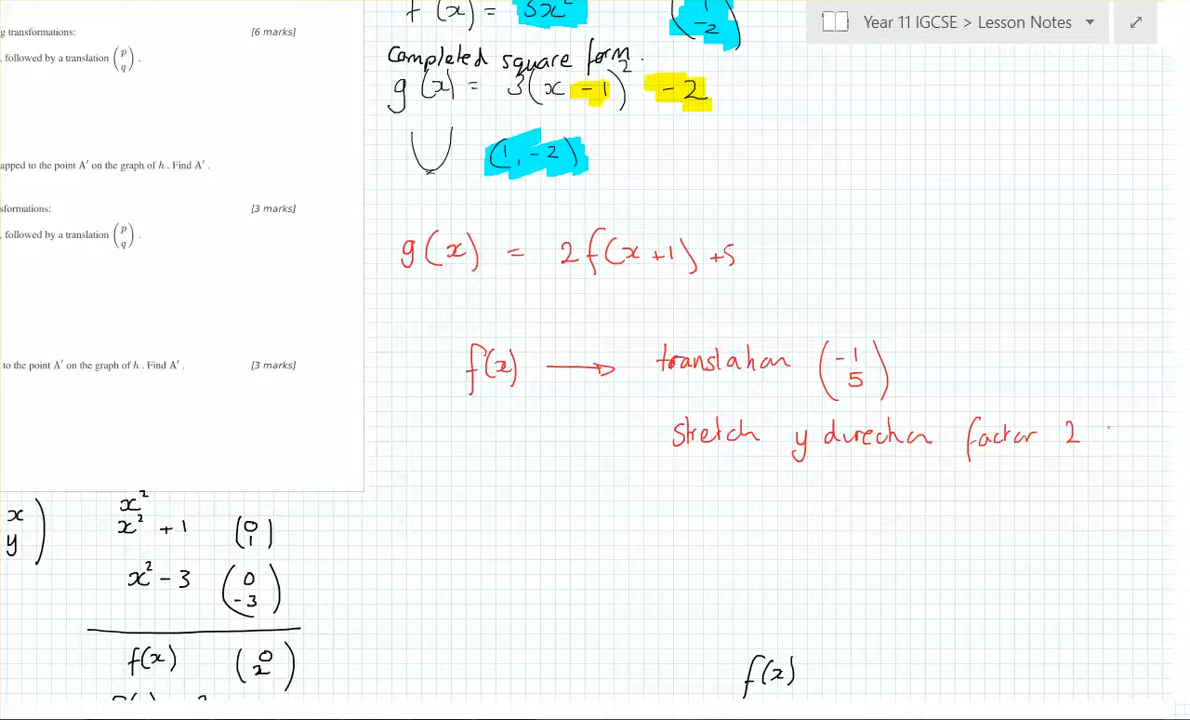 f(x) = 3x²
(1
-2)
Year 11 IGCSE > Lesson Notes
g transformations: [6 marks]
, followed by a translation (p
q) .
Completed square form.
g(x) = 3(x - 1)² - 2
(1, -2)
apped to the point A′ on the graph of h . Find A′ .
sformations: [3 marks]
, followed by a translation (p
q) .
g(x) = 2f(x+1) +5
to the point A′ on the graph of h . Find A′ . [3 marks]
f(x) → translation (-1
5)
stretch y direction factor 2
x
y)
x²
x² + 1 (0
1)
x² - 3 (0
-3)
f(x) (0
2)
f(x)